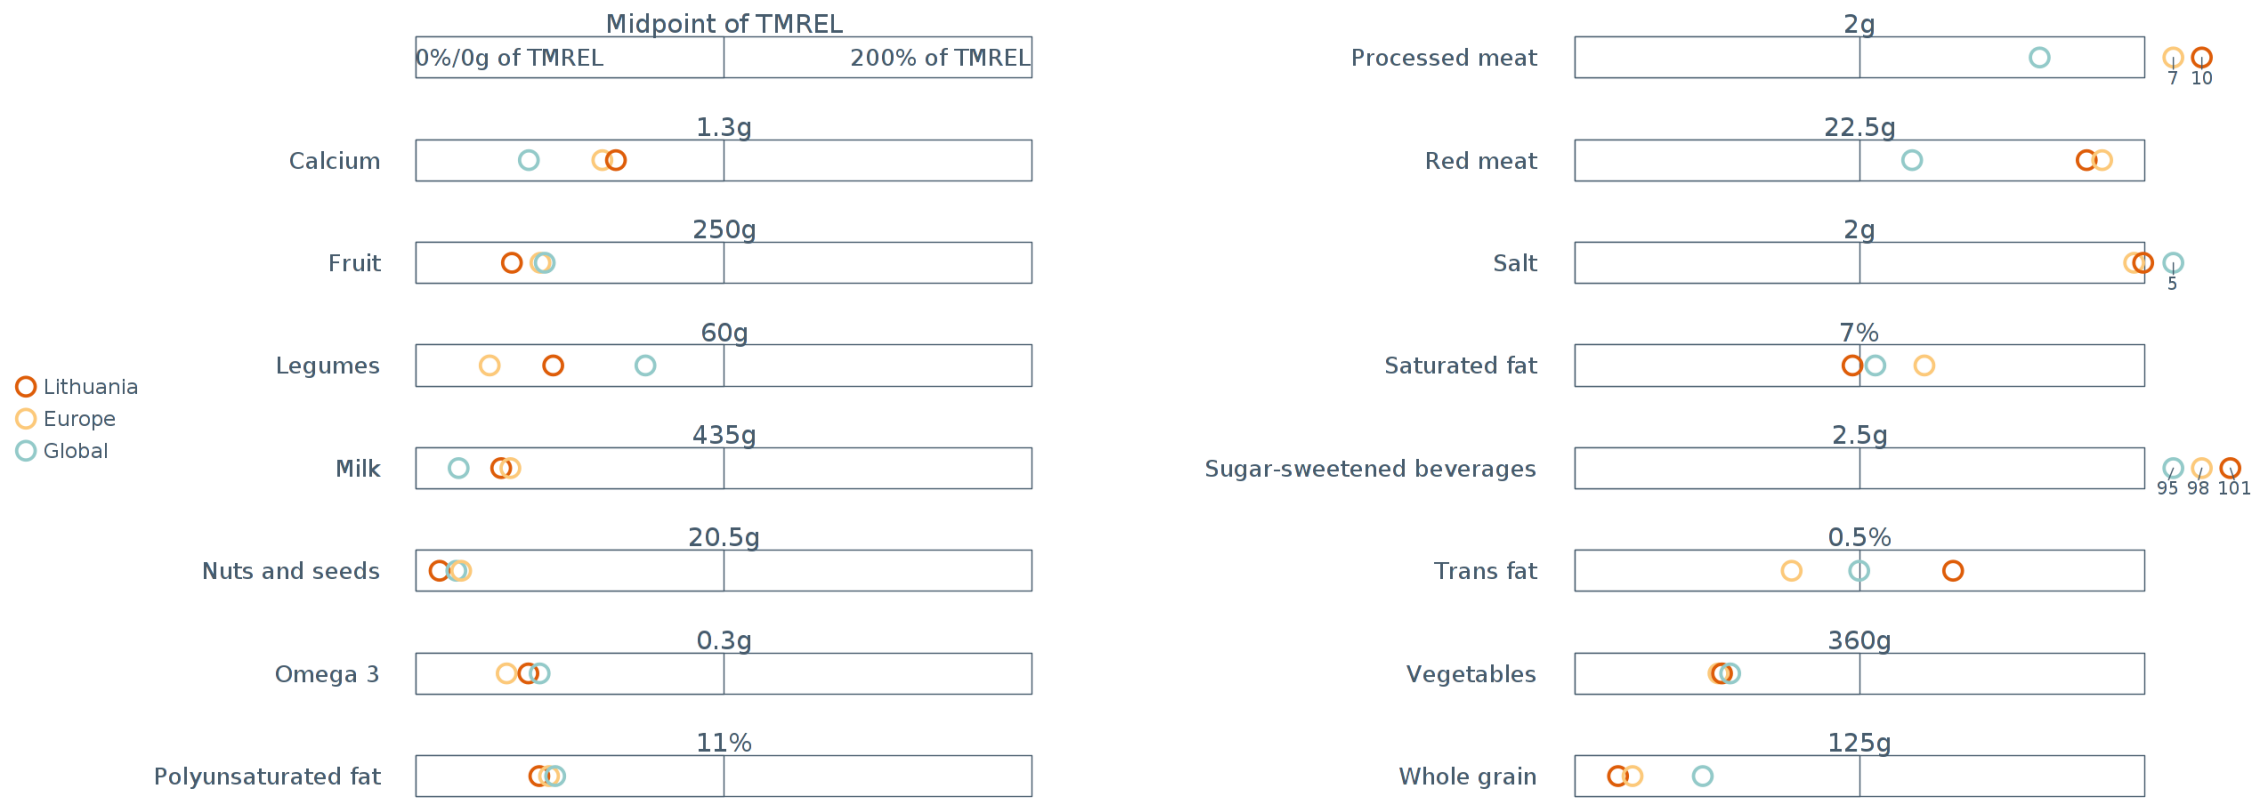 Midpoint of TMREL
0%/0g of TMREL 200% of TMREL
1.3g
Calcium
250g
Fruit
60g
Legumes
435g
Milk
20.5g
Nuts and seeds
0.3g
Omega 3
11%
Polyunsaturated fat
Lithuania
Europe
Global
2g
Processed meat
7 10
22.5g
Red meat
2g
Salt
5
7%
Saturated fat
2.5g
Sugar-sweetened beverages
95 98 101
0.5%
Trans fat
360g
Vegetables
125g
Whole grain